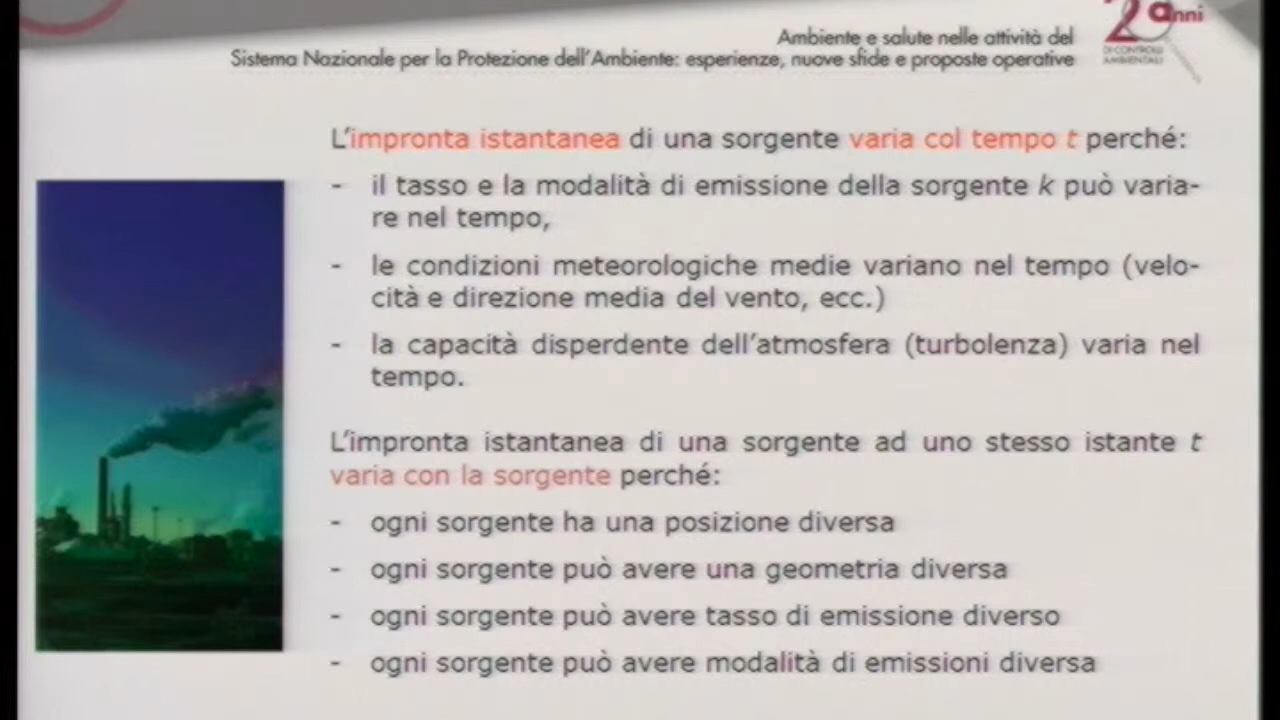 20 anni
DI CONTROLLI
AMBIENTALI
Ambiente e salute nelle attività del
Sistema Nazionale per la Protezione dell'Ambiente: esperienze, nuove sfide e proposte operative
L'impronta istantanea di una sorgente varia col tempo t perché:
- il tasso e la modalità di emissione della sorgente k può varia-
re nel tempo,
- le condizioni meteorologiche medie variano nel tempo (velo-
cità e direzione media del vento, ecc.)
- la capacità disperdente dell'atmosfera (turbolenza) varia nel
tempo.
L'impronta istantanea di una sorgente ad uno stesso istante t
varia con la sorgente perché:
- ogni sorgente ha una posizione diversa
- ogni sorgente può avere una geometria diversa
- ogni sorgente può avere tasso di emissione diverso
- ogni sorgente può avere modalità di emissioni diversa